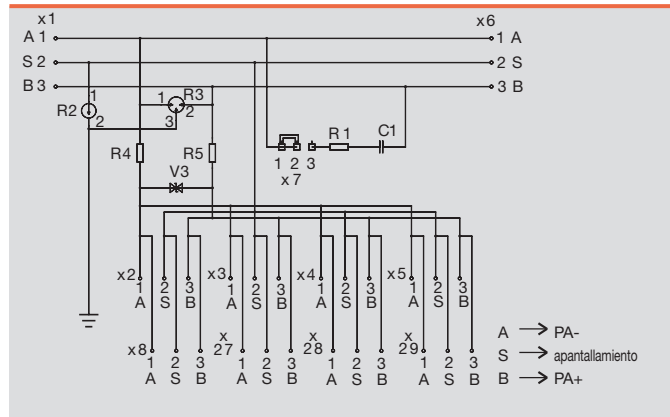 x1 x6
A 1 1 A
S 2 2 S
B 3 3 B
R2 1 2
1 R3 2 3
R4 R5
V3
R1 C1
1 2 3
x7
x2 1 2 3 x3 1 2 3 x4 1 2 3 x5 1 2 3
A S B A S B A S B A S B
x8 1 2 3 x 27 1 2 3 x 28 1 2 3 x 29 1 2 3
A S B A S B A S B A S B
A → PA-
S → apantallamiento
B → PA+